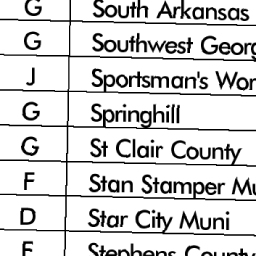 G South Arkansas
G Southwest Georg
J Sportsman's Wor
G Springhill
G St Clair County
F Stan Stamper Mu
D Star City Muni
Stephens County